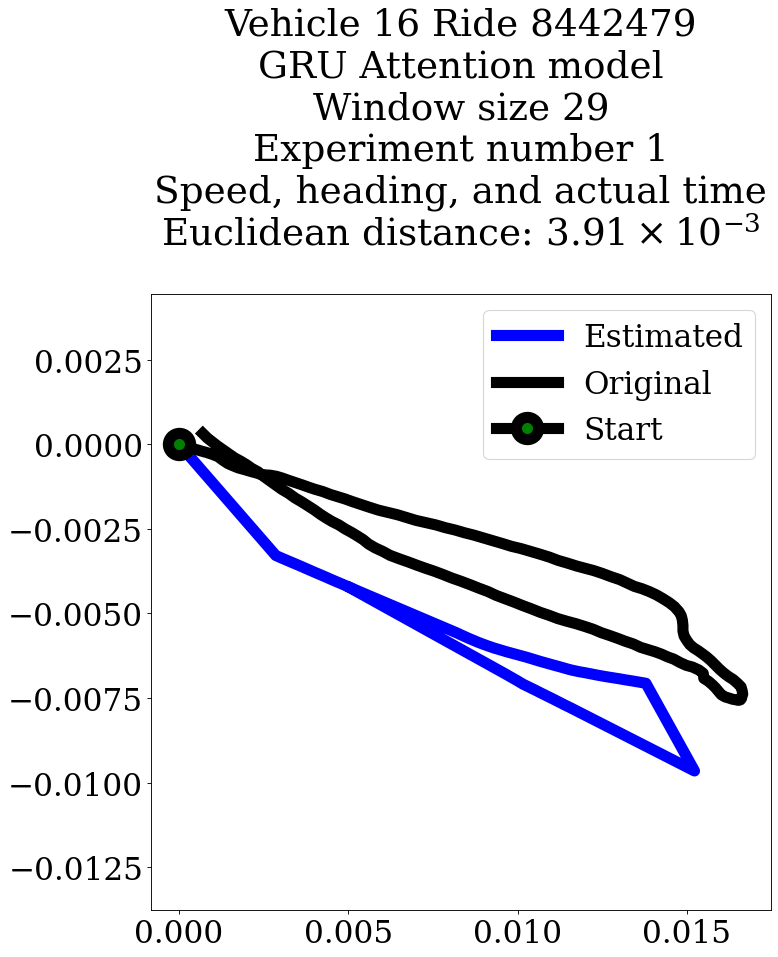 Vehicle 16 Ride 8442479
GRU Attention model
Window size 29
Experiment number 1
Speed, heading, and actual time
Euclidean distance: 3.91 × 10⁻³
Estimated
Original
Start
0.0025
0.0000
−0.0025
−0.0050
−0.0075
−0.0100
−0.0125
0.000 0.005 0.010 0.015